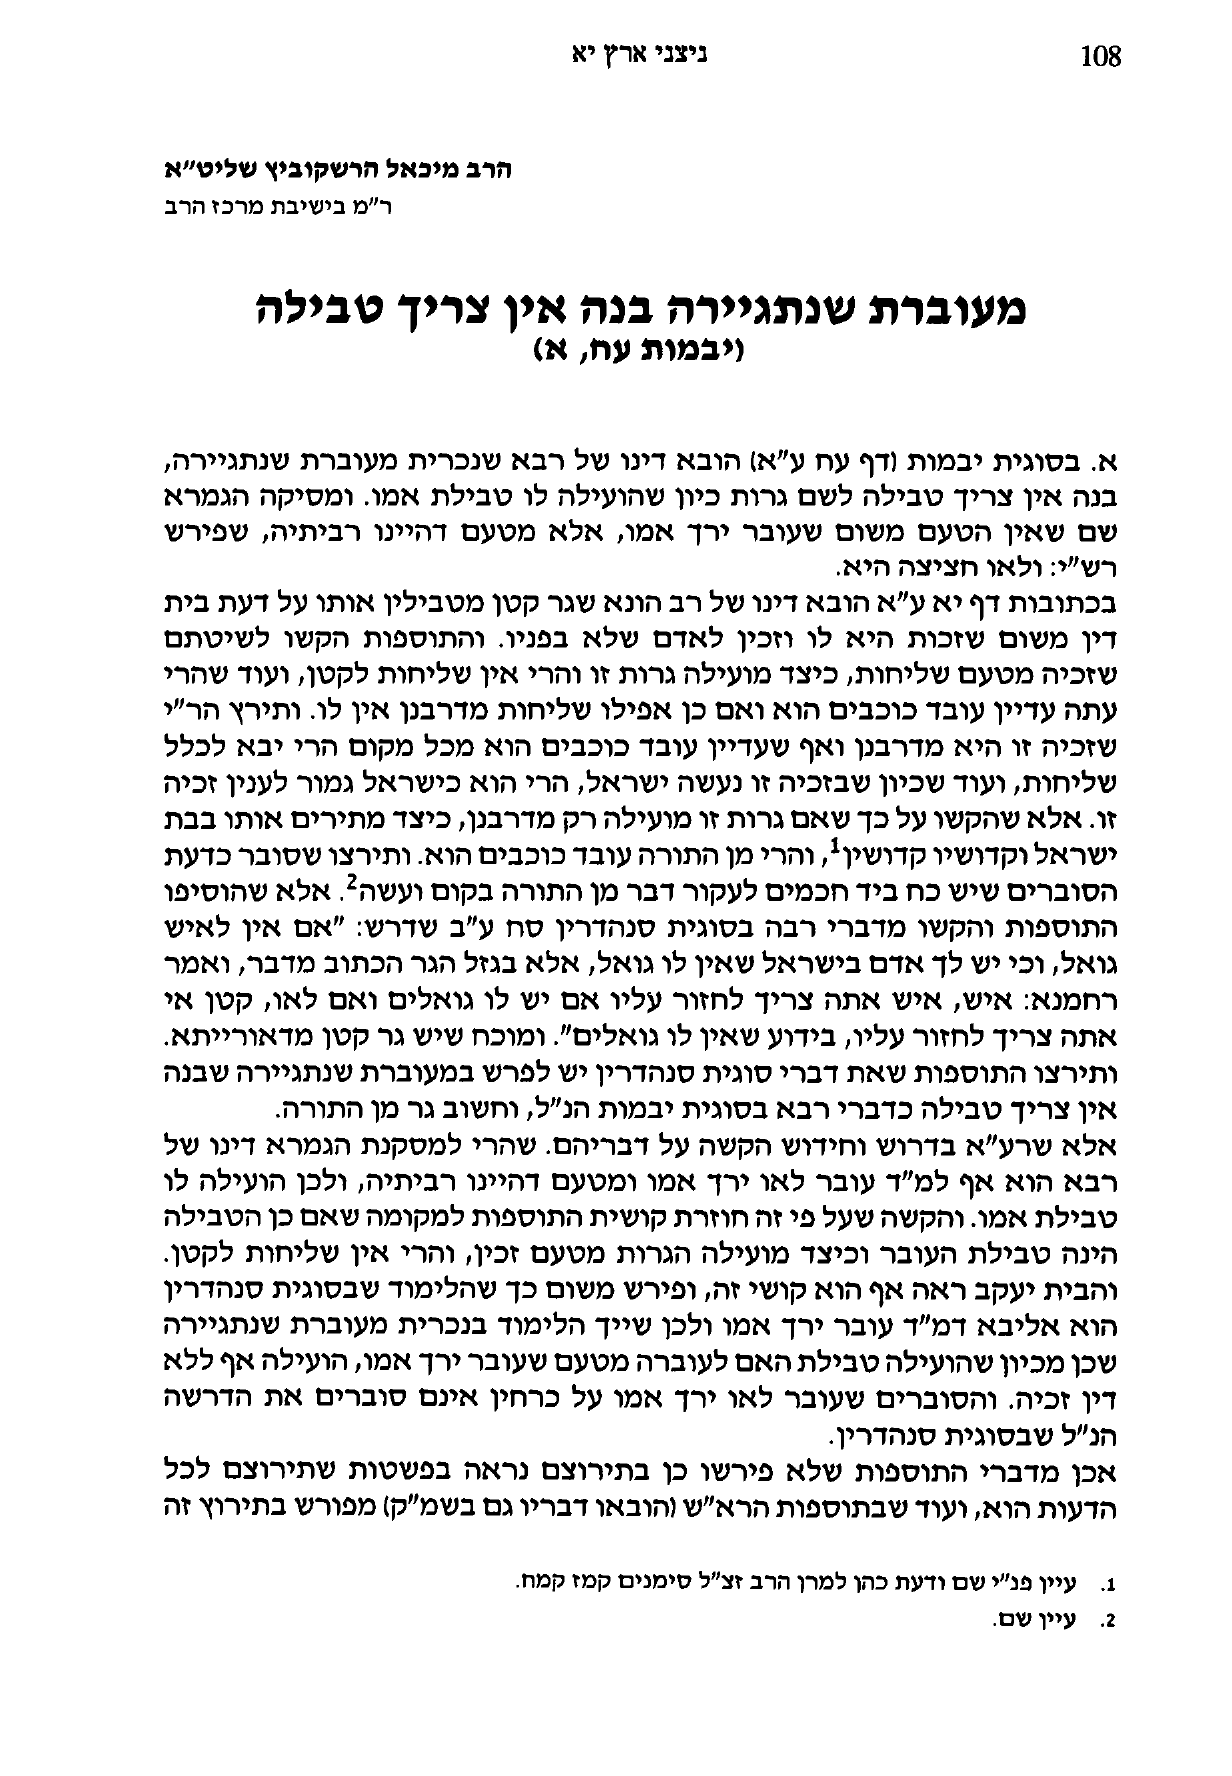 108 ניצני ארץ יא
הרב מיכאל הרשקוביץ שליט"א
ר"מ בישיבת מרכז הרב
מעוברת שנתגיירה בנה אין צריך טבילה
(יבמות עח, א)
א. בסוגית יבמות (דף עח ע"א) הובא דינו של רבא שנכרית מעוברת שנתגיירה,
בנה אין צריך טבילה לשם גרות כיון שהועילה לו טבילת אמו. ומסיקה הגמרא
שם שאין הטעם משום שעובר ירך אמו, אלא מטעם דהיינו רביתיה, שפירש
רש"י: ולאו חציצה היא.
בכתובות דף יא ע"א הובא דינו של רב הונא שגר קטן מטבילין אותו על דעת בית
דין משום שזכות היא לו וזכין לאדם שלא בפניו. והתוספות הקשו לשיטתם
שזכיה מטעם שליחות, כיצד מועילה גרות זו והרי אין שליחות לקטן, ועוד שהרי
עתה עדיין עובד כוכבים הוא ואם כן אפילו שליחות מדרבנן אין לו. ותירץ הר"י
שזכיה זו היא מדרבנן ואף שעדיין עובד כוכבים הוא מכל מקום הרי יבא לכלל
שליחות, ועוד שכיון שבזכיה זו נעשה ישראל, הרי הוא כישראל גמור לענין זכיה
זו. אלא שהקשו על כך שאם גרות זו מועילה רק מדרבנן, כיצד מתירים אותו בבת
ישראל וקדושיו קדושין1, והרי מן התורה עובד כוכבים הוא. ותירצו שסובר כדעת
הסוברים שיש כח ביד חכמים לעקור דבר מן התורה בקום ועשה2. אלא שהוסיפו
התוספות והקשו מדברי רבה בסוגית סנהדרין סח ע"ב שדרש: "אם אין לאיש
גואל, וכי יש לך אדם בישראל שאין לו גואל, אלא בגזל הגר הכתוב מדבר, ואמר
רחמנא: איש, איש אתה צריך לחזור עליו אם יש לו גואלים ואם לאו, קטן אי
אתה צריך לחזור עליו, בידוע שאין לו גואלים". ומוכח שיש גר קטן מדאורייתא.
ותירצו התוספות שאת דברי סוגית סנהדרין יש לפרש במעוברת שנתגיירה שבנה
אין צריך טבילה כדברי רבא בסוגית יבמות הנ"ל, וחשוב גר מן התורה.
אלא שרע"א בדרוש וחידוש הקשה על דבריהם. שהרי למסקנת הגמרא דינו של
רבא הוא אף למ"ד עובר לאו ירך אמו ומטעם דהיינו רביתיה, ולכן הועילה לו
טבילת אמו. והקשה שעל פי זה חוזרת קושית התוספות למקומה שאם כן הטבילה
הינה טבילת העובר וכיצד מועילה הגרות מטעם זכין, והרי אין שליחות לקטן.
והבית יעקב ראה אף הוא קושי זה, ופירש משום כך שהלימוד שבסוגית סנהדרין
הוא אליבא דמ"ד עובר ירך אמו ולכן שייך הלימוד בנכרית מעוברת שנתגיירה
שכן מכיון שהועילה טבילת האם לעוברה מטעם שעובר ירך אמו, הועילה אף ללא
דין זכיה. והסוברים שעובר לאו ירך אמו על כרחין אינם סוברים את הדרשה
הנ"ל שבסוגית סנהדרין.
אכן מדברי התוספות שלא פירשו כן בתירוצם נראה בפשטות שתירוצם לכל
הדעות הוא, ועוד שבתוספות הרא"ש (הובאו דבריו גם בשמ"ק) מפורש בתירוץ זה
1. עיין פנ"י שם ודעת כהן למרן הרב זצ"ל סימנים קמז קמח.
2. עיין שם.